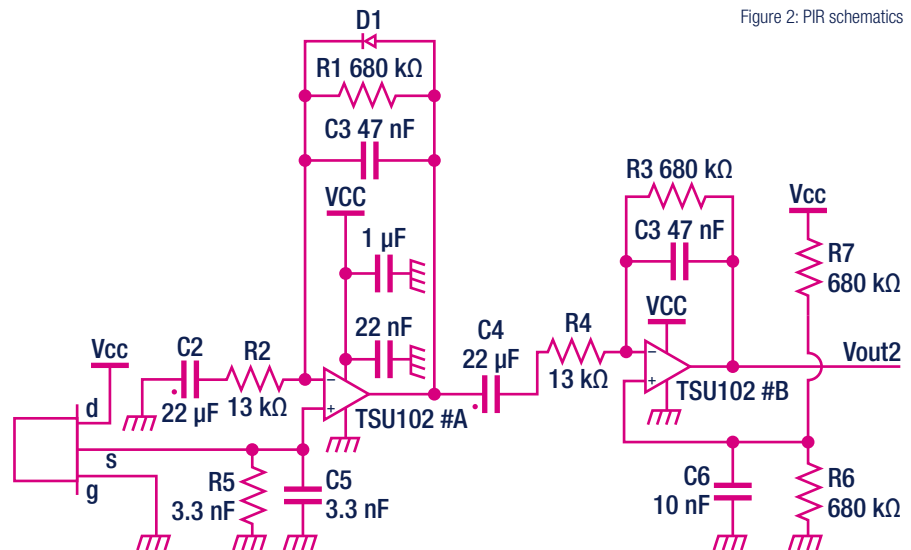 Figure 2: PIR schematics
D1
R1 680 kΩ
C3 47 nF
VCC
1 µF
22 nF
Vcc
C2
22 µF
R2
13 kΩ
−
+
TSU102 #A
d
s
g
R5
3.3 nF
C5
3.3 nF
C4
22 µF
R4
13 kΩ
R3 680 kΩ
C3 47 nF
VCC
−
+
TSU102 #B
Vcc
R7
680 kΩ
Vout2
C6
10 nF
R6
680 kΩ